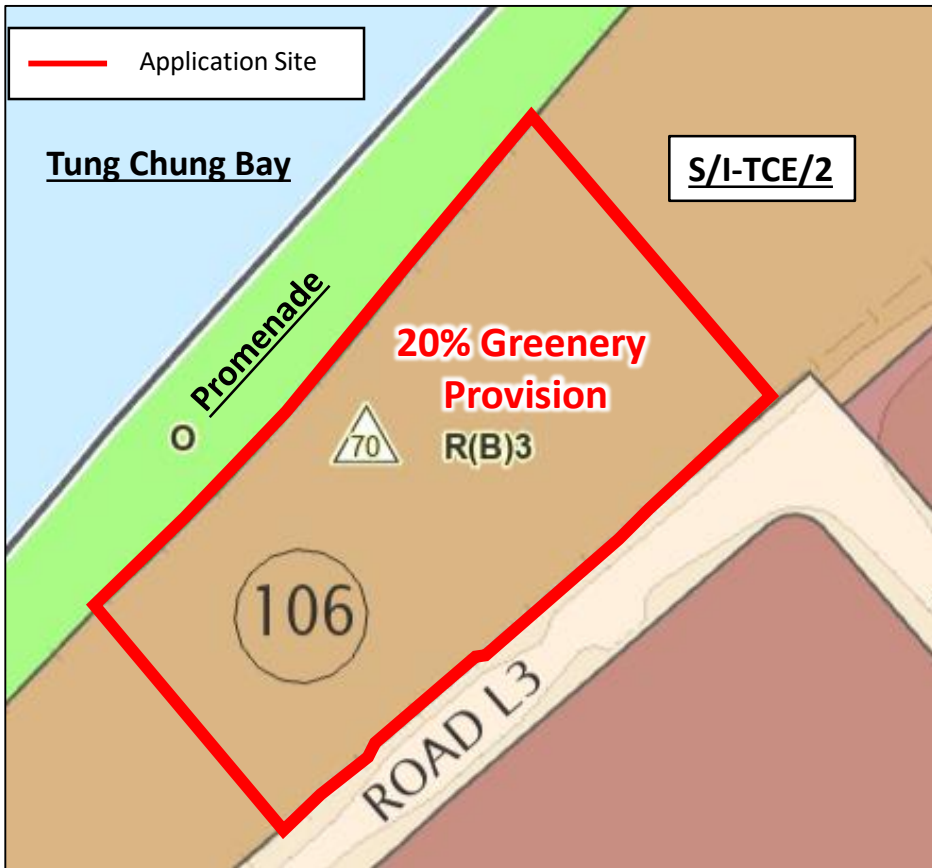 Application Site
Tung Chung Bay
S/I-TCE/2
Promenade
20% Greenery
Provision
O
70
R(B)3
106
ROAD L3